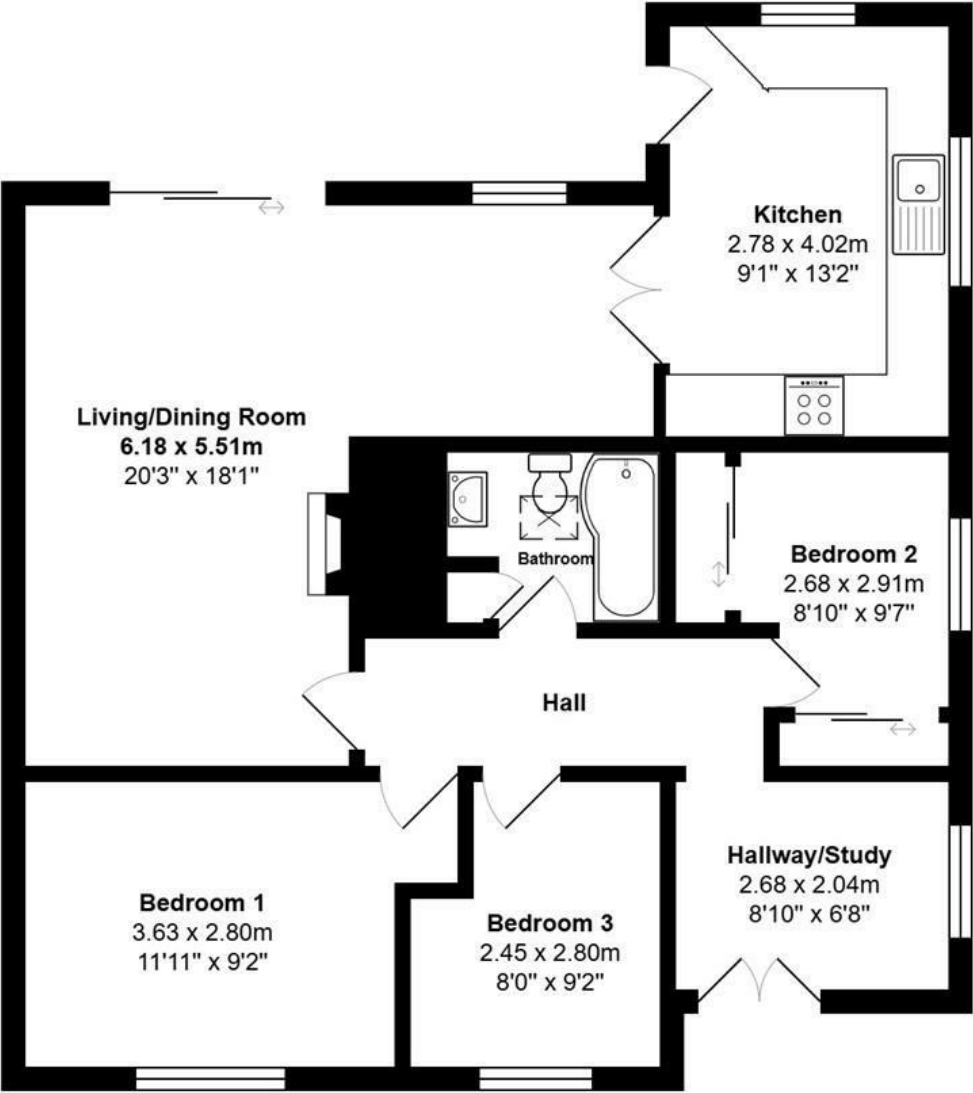 Kitchen
2.78 x 4.02m
9'1" x 13'2"
Living/Dining Room
6.18 x 5.51m
20'3" x 18'1"
Bathroom
Bedroom 2
2.68 x 2.91m
8'10" x 9'7"
Hall
Bedroom 1
3.63 x 2.80m
11'11" x 9'2"
Bedroom 3
2.45 x 2.80m
8'0" x 9'2"
Hallway/Study
2.68 x 2.04m
8'10" x 6'8"